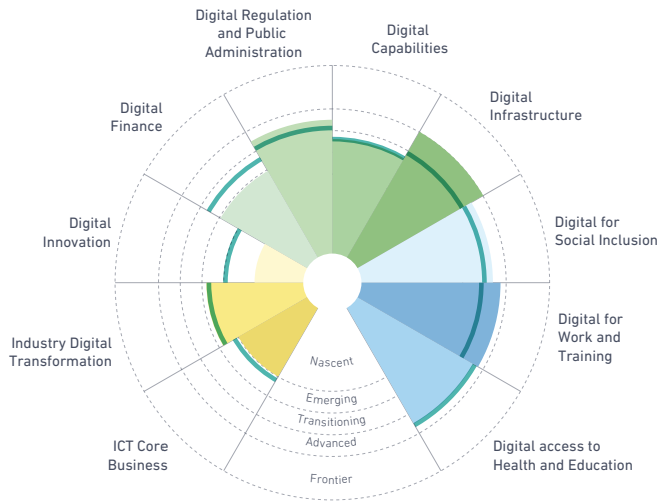 Digital Regulation
and Public
Administration
Digital
Capabilities
Digital
Infrastructure
Digital for
Social Inclusion
Digital for
Work and
Training
Digital access to
Health and Education
ICT Core
Business
Industry Digital
Transformation
Digital
Innovation
Digital
Finance
Nascent
Emerging
Transitioning
Advanced
Frontier